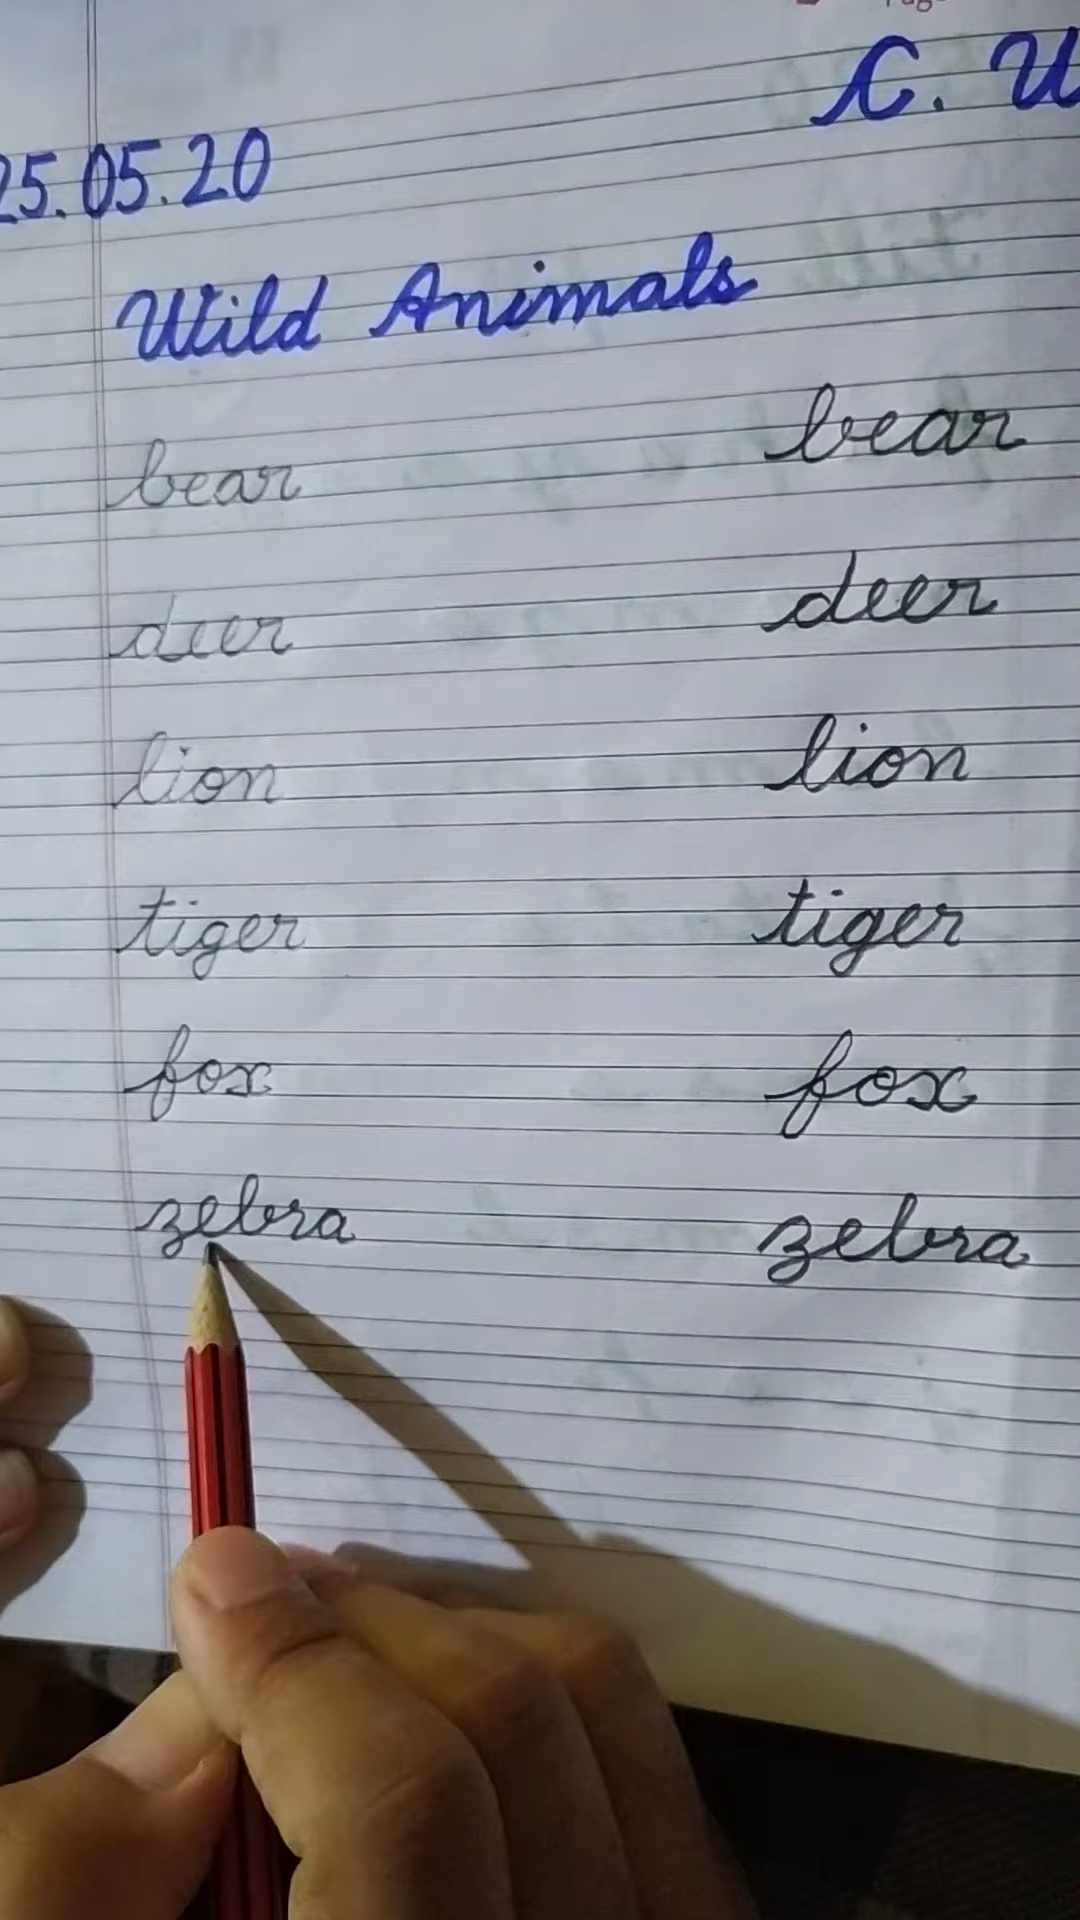 C. W
25.05.20
Wild Animals
bear bear
deer deer
lion lion
tiger tiger
fox fox
zebra zebra